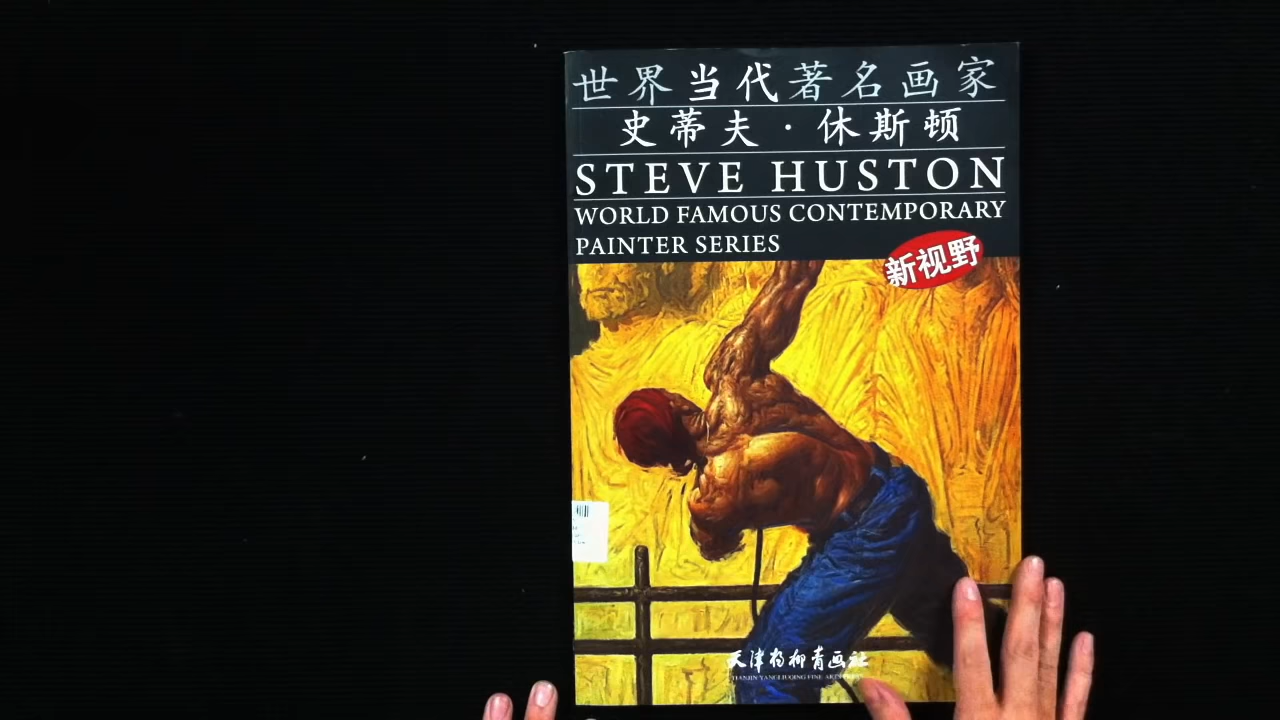 世界当代著名画家
史蒂夫·休斯顿
STEVE HUSTON
WORLD FAMOUS CONTEMPORARY
PAINTER SERIES
新视野
天津杨柳青画社
TIANJIN YANGLIUQING FINE ART